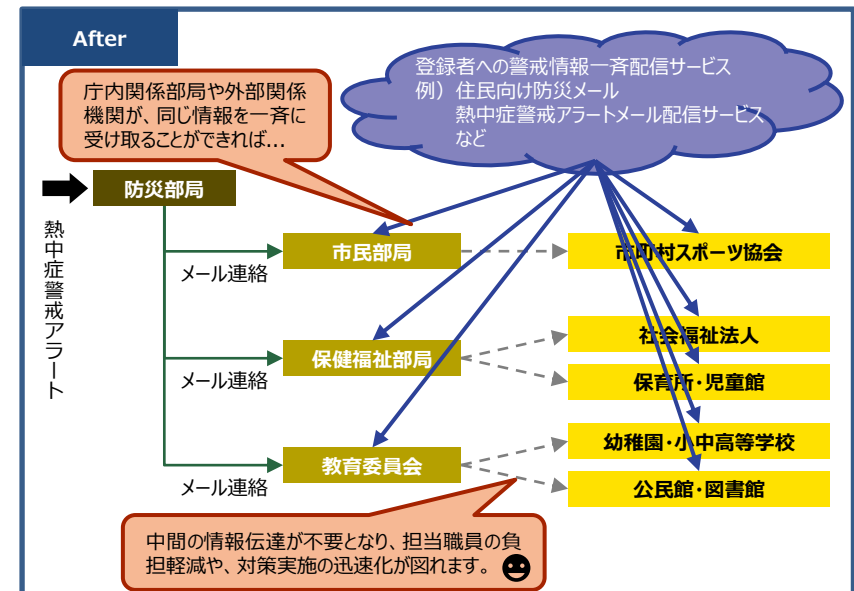 After
登録者への警戒情報一斉配信サービス
例）住民向け防災メール
熱中症警戒アラートメール配信サービス
など
庁内関係部局や外部関係
機関が、同じ情報を一斉に
受け取ることができれば…
防災部局
熱中症警戒アラート
市民部局
市町村スポーツ協会
メール連絡
社会福祉法人
保健福祉部局
メール連絡
保育所・児童館
幼稚園・小中高等学校
教育委員会
メール連絡
公民館・図書館
中間の情報伝達が不要となり、担当職員の負
担軽減や、対策実施の迅速化が図れます。